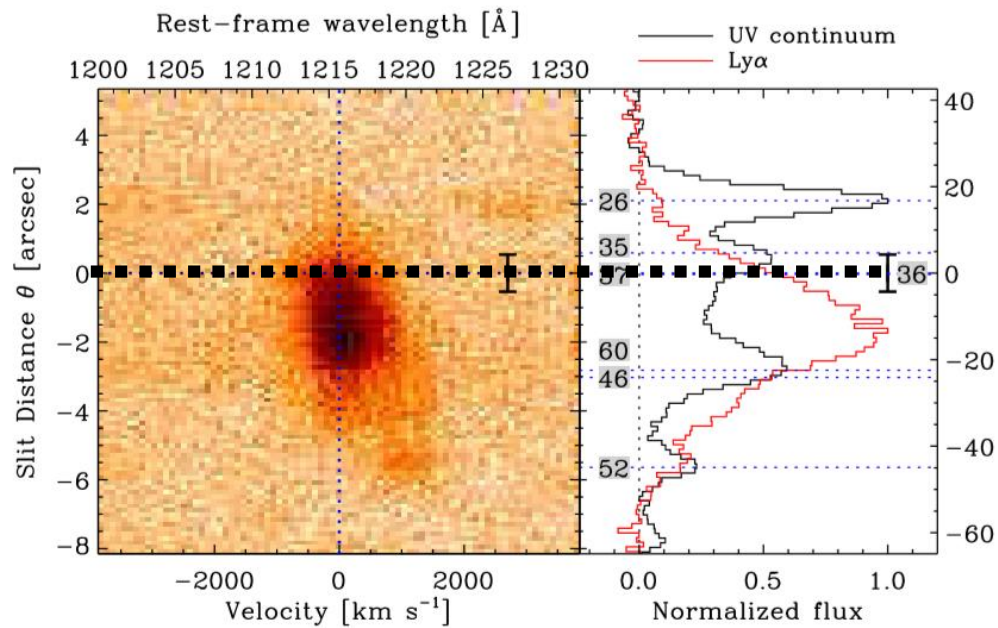 Rest-frame wavelength [Å]
UV continuum
Lyα
1200 1205 1210 1215 1220 1225 1230
40
4
26
20
2
35
Slit Distance θ [arcsec]
0
37
36
0
-2
60
-20
46
-4
52
-40
-6
-60
-8
-2000 0 2000
0.0 0.5 1.0
Velocity [km s⁻¹]
Normalized flux